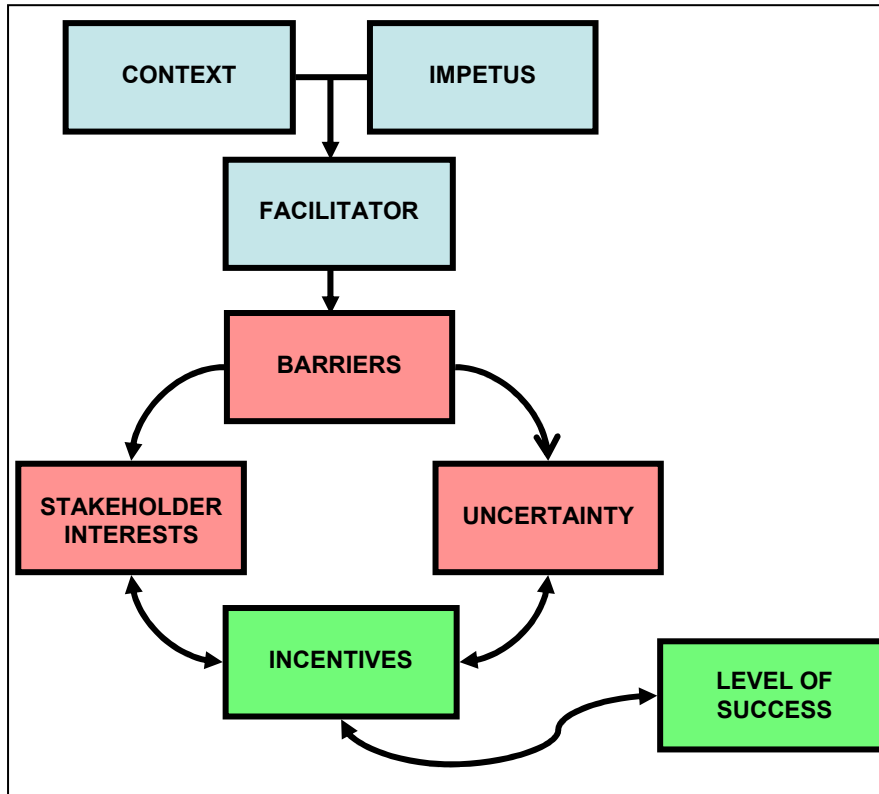 CONTEXT
IMPETUS
FACILITATOR
BARRIERS
STAKEHOLDER
INTERESTS
UNCERTAINTY
INCENTIVES
LEVEL OF
SUCCESS